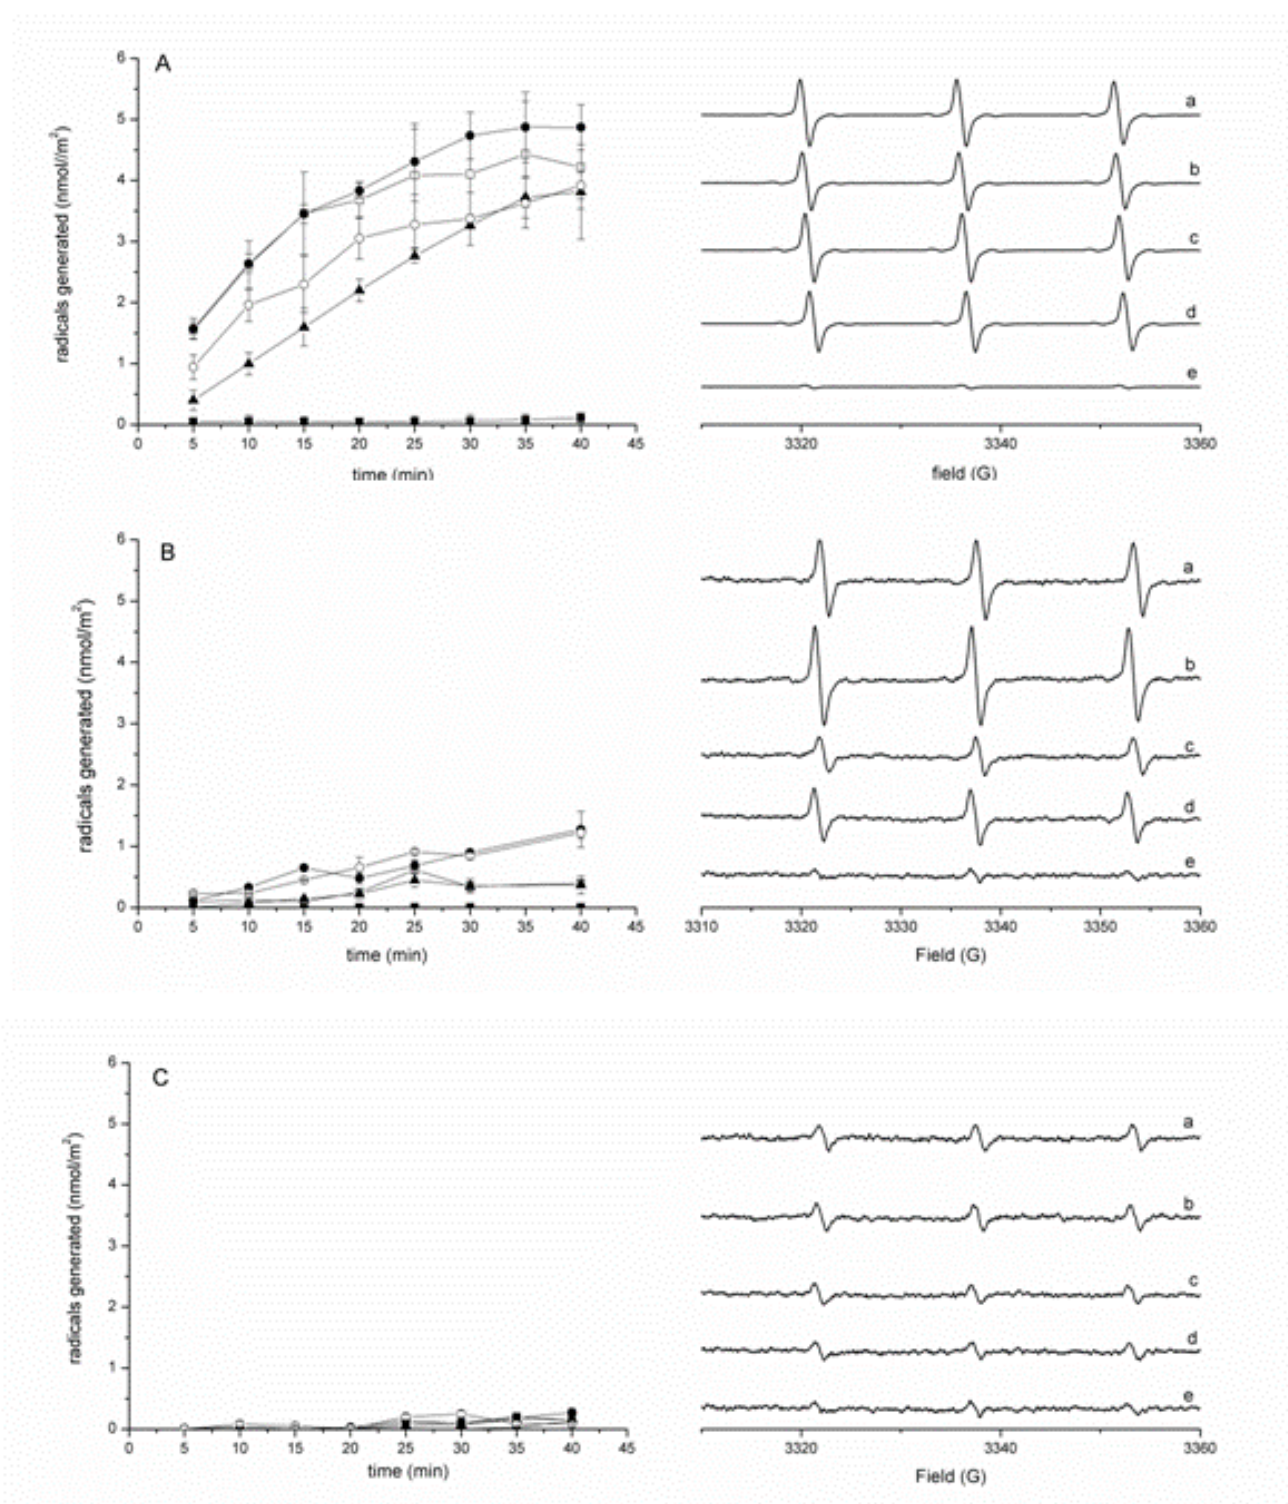 A
radicals generated (nmol//m²)
6
5
4
3
2
1
0
0 5 10 15 20 25 30 35 40 45
time (min)
a
b
c
d
e
3320 3340 3360
field (G)
B
radicals generated (nmol/m²)
6
5
4
3
2
1
0
0 5 10 15 20 25 30 35 40 45
time (min)
a
b
c
d
e
3310 3320 3330 3340 3350 3360
Field (G)
C
radicals generated (nmol/m²)
6
5
4
3
2
1
0
0 5 10 15 20 25 30 35 40 45
time (min)
a
b
c
d
e
3320 3340 3360
Field (G)